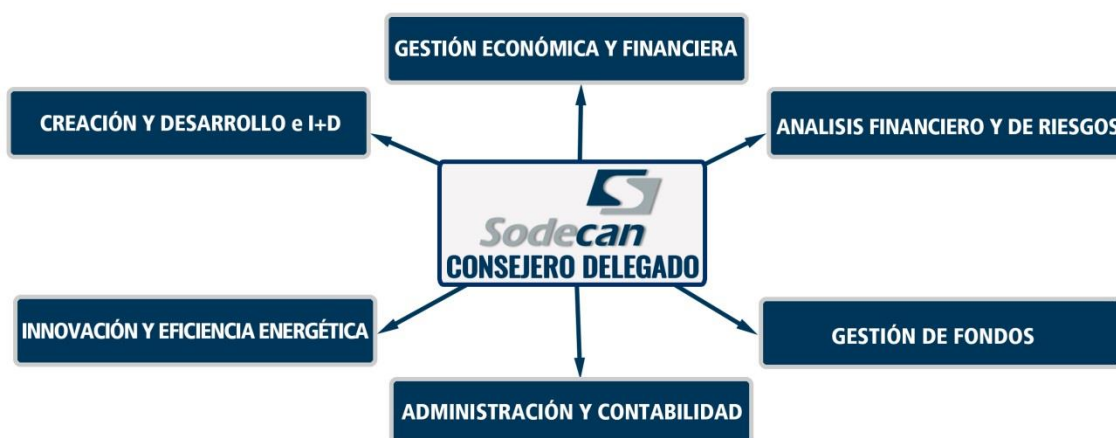 GESTIÓN ECONÓMICA Y FINANCIERA
CREACIÓN Y DESARROLLO e I+D
ANALISIS FINANCIERO Y DE RIESGOS
Sodecan
CONSEJERO DELEGADO
INNOVACIÓN Y EFICIENCIA ENERGÉTICA
GESTIÓN DE FONDOS
ADMINISTRACIÓN Y CONTABILIDAD